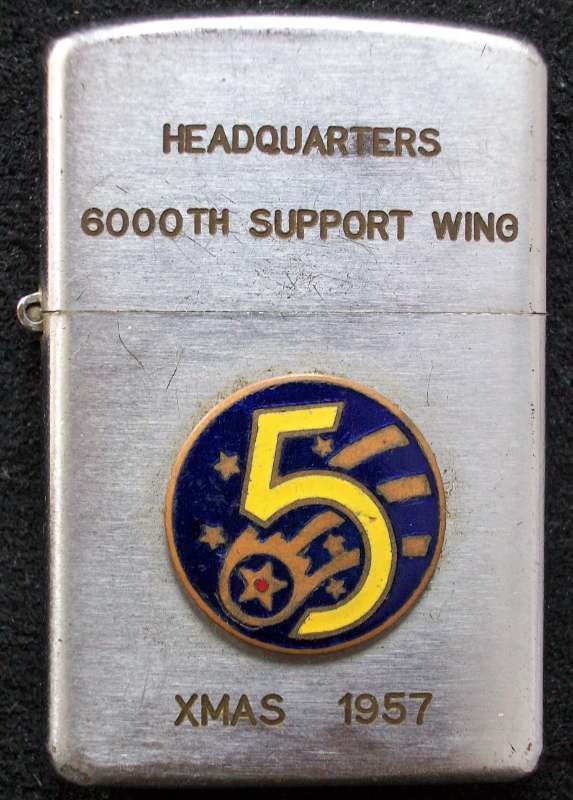 HEADQUARTERS
6000TH SUPPORT WING
5
XMAS 1957